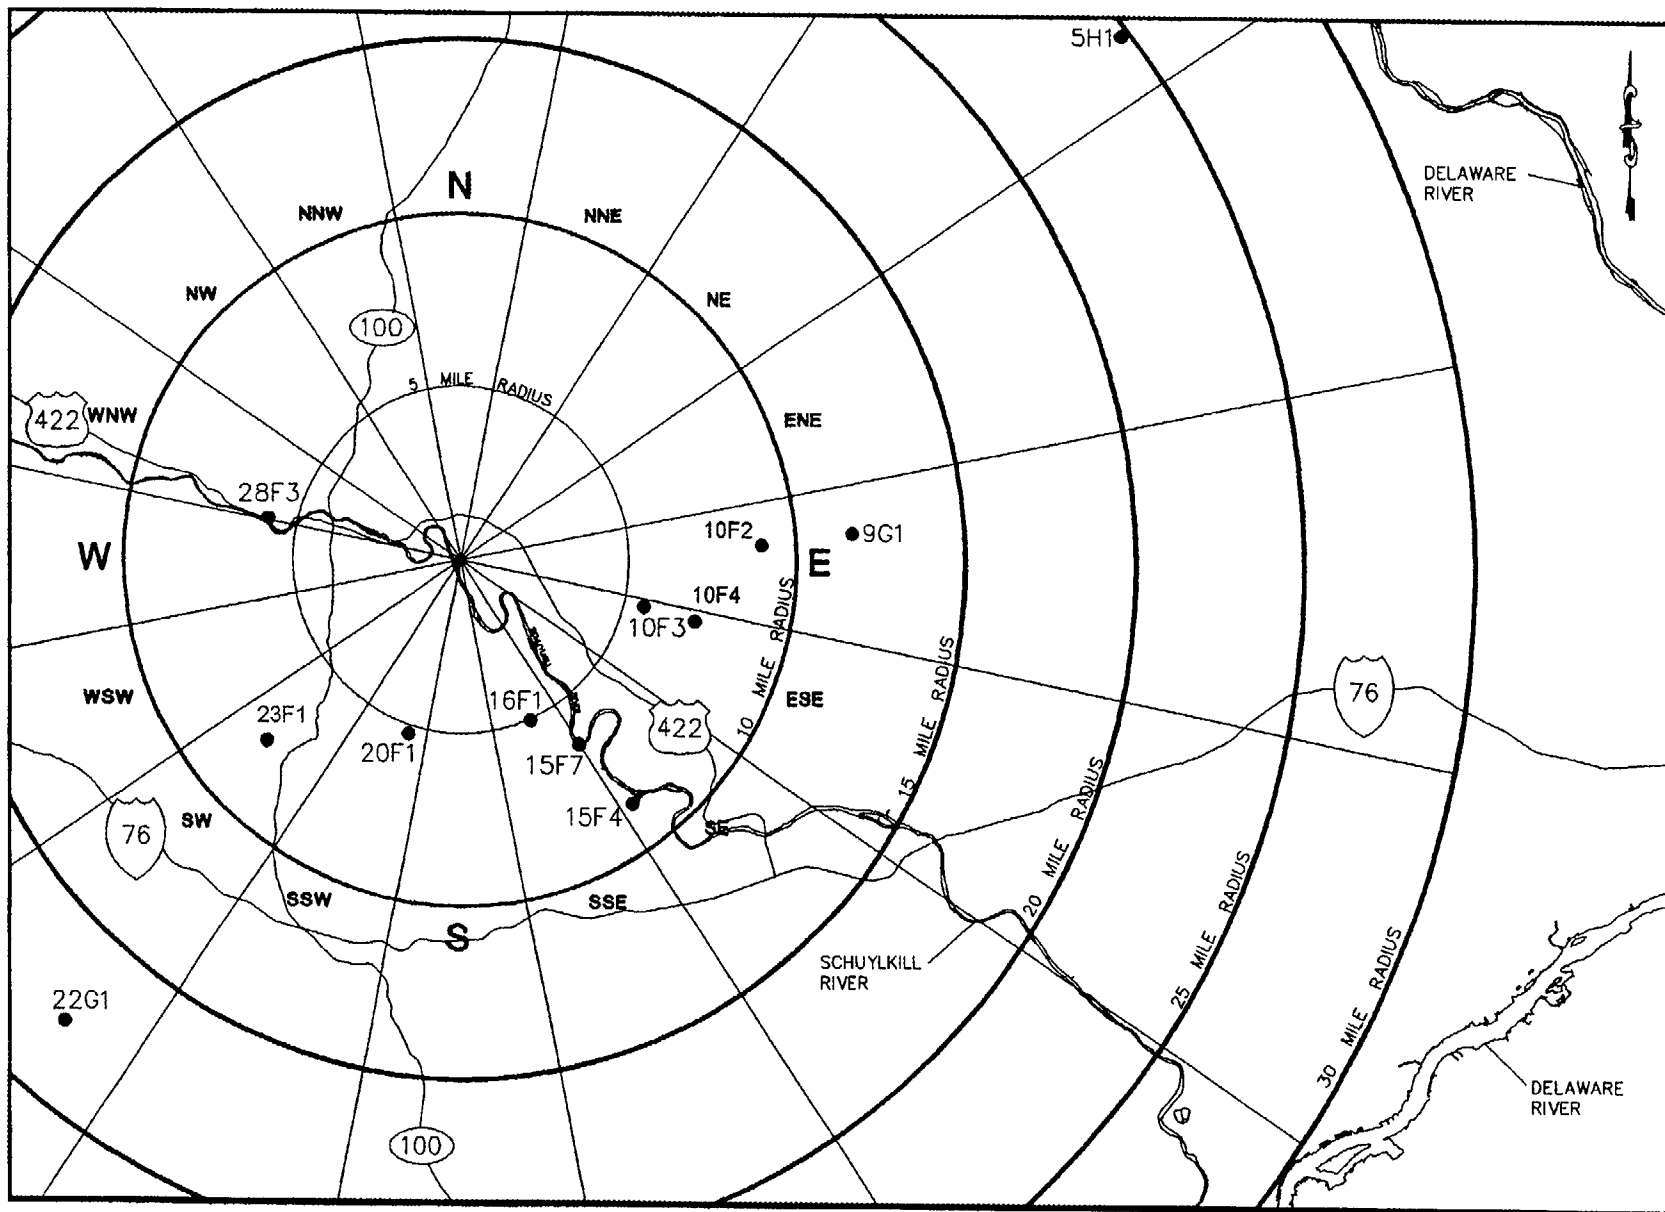 5H1
DELAWARE
RIVER
N
NNW
NNE
NW
NE
100
5 MILE RADIUS
422
WNW
ENE
28F3
10F2
9G1
W
E
10F4
10F3
WSW
ESE
23F1
16F1
422
76
20F1
15F7
15F4
SW
76
SE
SSW
SSE
S
10 MILE RADIUS
15 MILE RADIUS
20 MILE RADIUS
25 MILE RADIUS
30 MILE RADIUS
SCHUYLKILL
RIVER
22G1
DELAWARE
RIVER
100